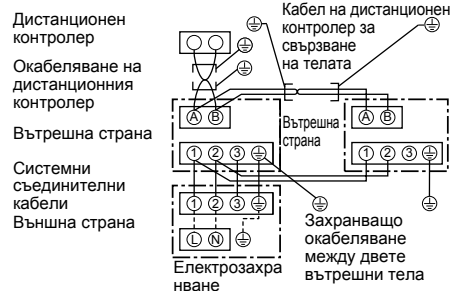 Дистанционен
контролер
Окабеляване на
дистанционния
контролер
Вътрешна страна
Системни
съединителни
кабели
Външна страна
Кабел на дистанционен
контролер за
свързване
на телата
A B
Вътрешна
страна
A B
1 2 3
1 2 3
1 2 3
L N
Електрозахра
нване
Захранващо
окабеляване
между двете
вътрешни тела